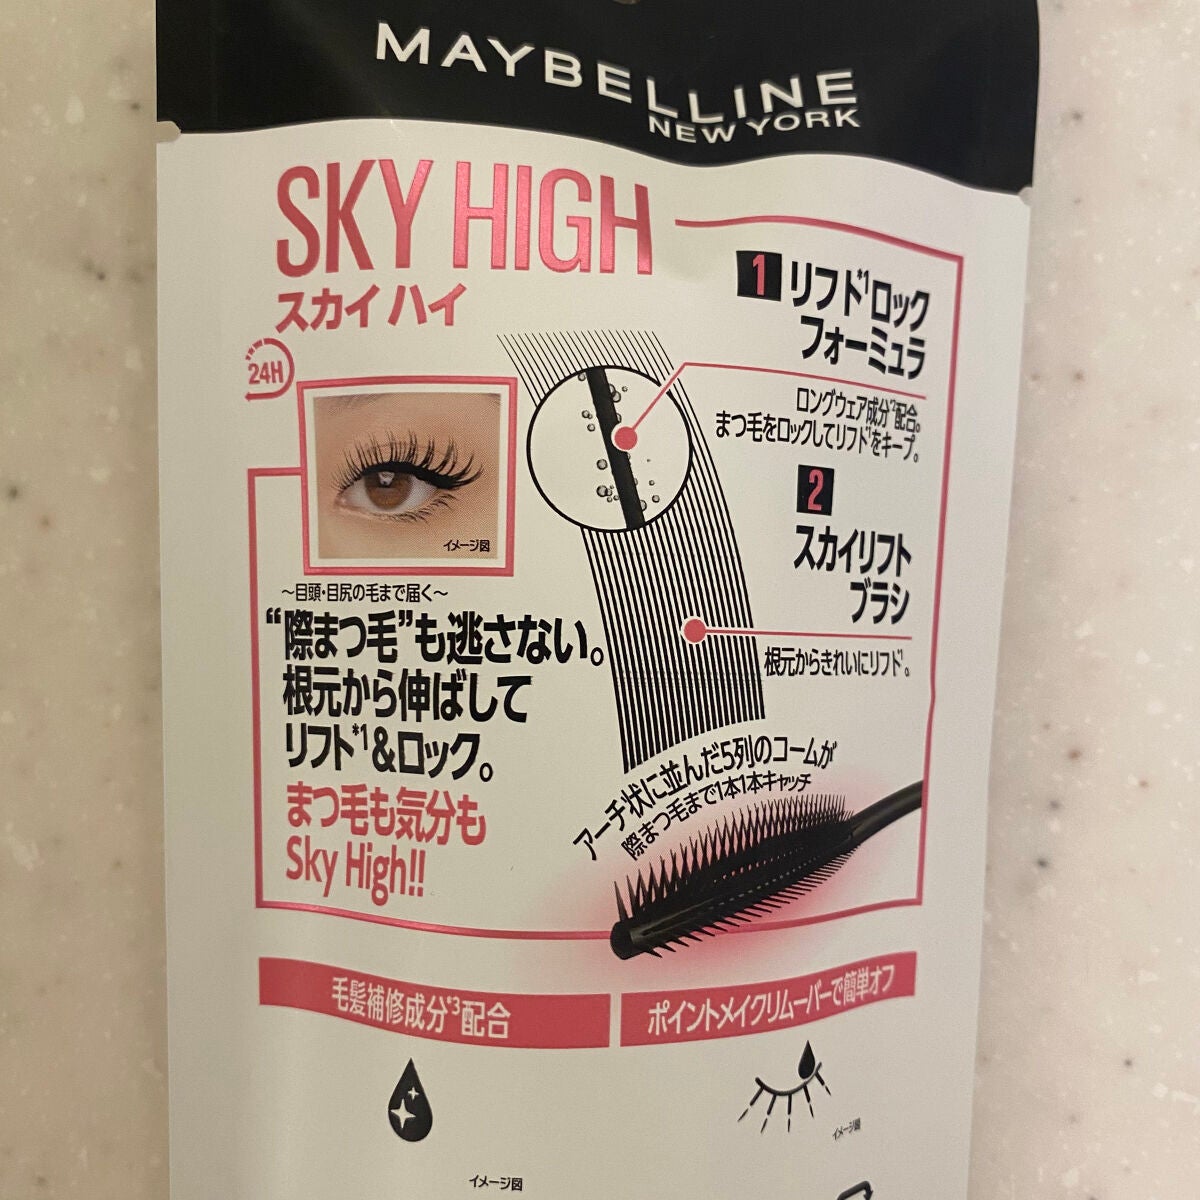 MAYBELLINE
NEW YORK
SKY HIGH
スカイ ハイ
24H
1 リフト*1ロック
フォーミュラ
ロングウェア成分*2配合。
まつ毛をロックしてリフト*1をキープ。
2
スカイリフト
ブラシ
根元からきれいにリフト*1。
イメージ図
～目頭・目尻の毛まで届く～
“際まつ毛”も逃さない。
根元から伸ばして
リフト*1&ロック。
まつ毛も気分も
Sky High!!
アーチ状に並んだ5列のコームが
際まつ毛まで1本1本キャッチ
毛髪補修成分*3配合
ポイントメイクリムーバーで簡単オフ
イメージ図
イメージ図